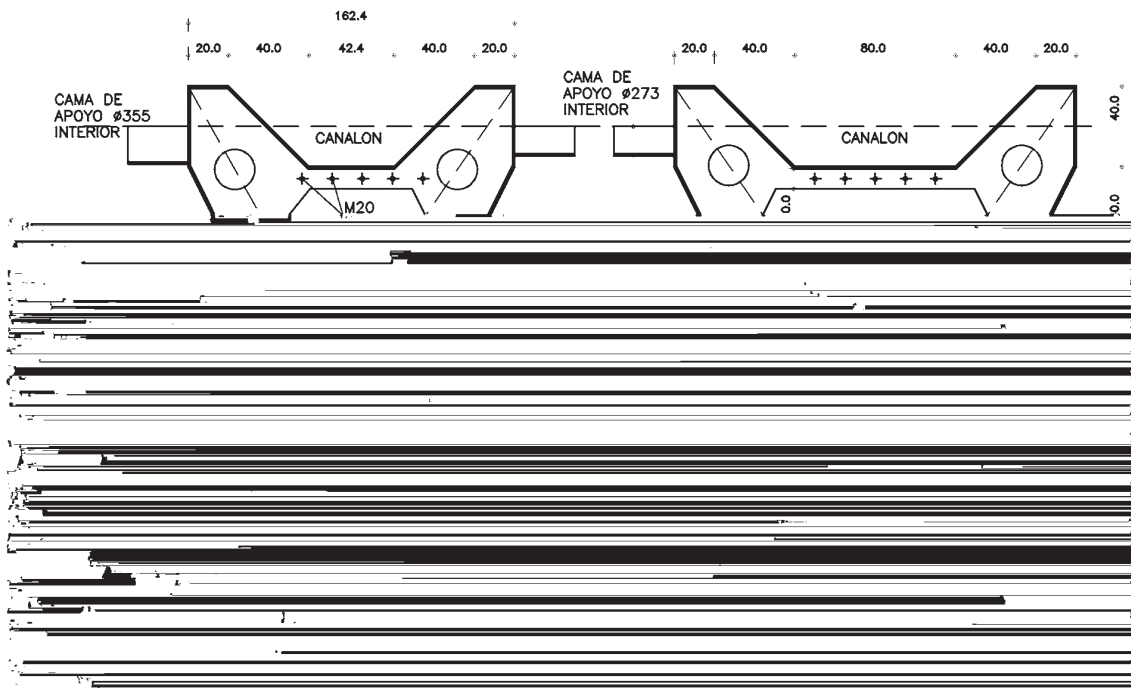 162.4
20.0 40.0 42.4 40.0 20.0
20.0 40.0 80.0 40.0 20.0
CAMA DE
APOYO ø355
INTERIOR
CANALON
M20
CAMA DE
APOYO ø273
INTERIOR
CANALON
40.0
0.0
0.0